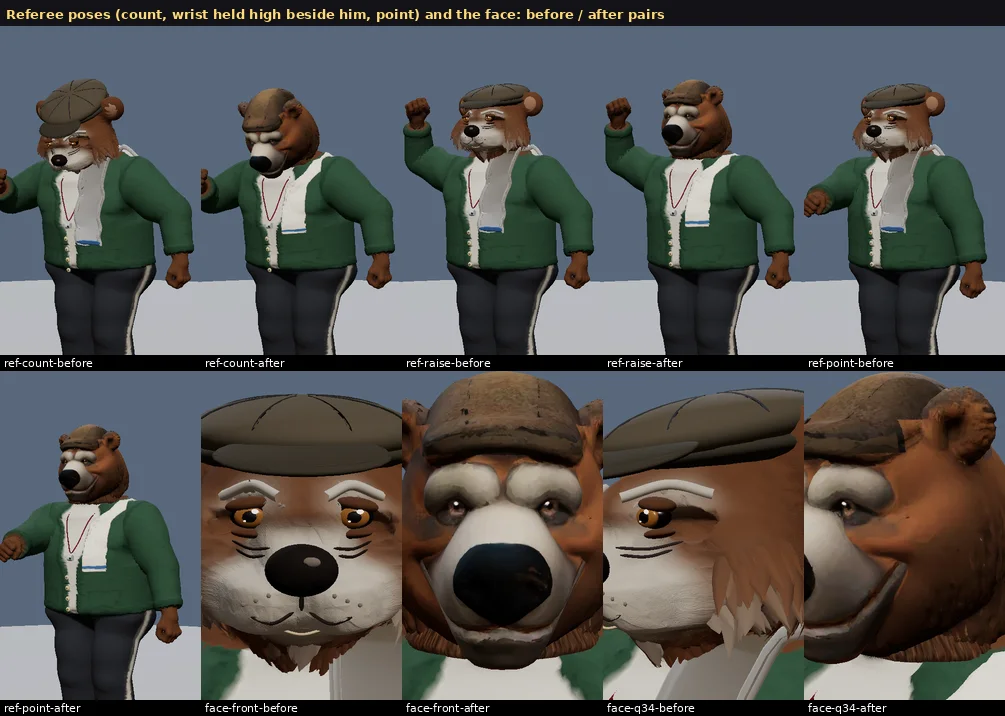 Referee poses (count, wrist held high beside him, point) and the face: before / after pairs
ref-count-before
ref-count-after
ref-raise-before
ref-raise-after
ref-point-before
ref-point-after
face-front-before
face-front-after
face-q34-before
face-q34-after